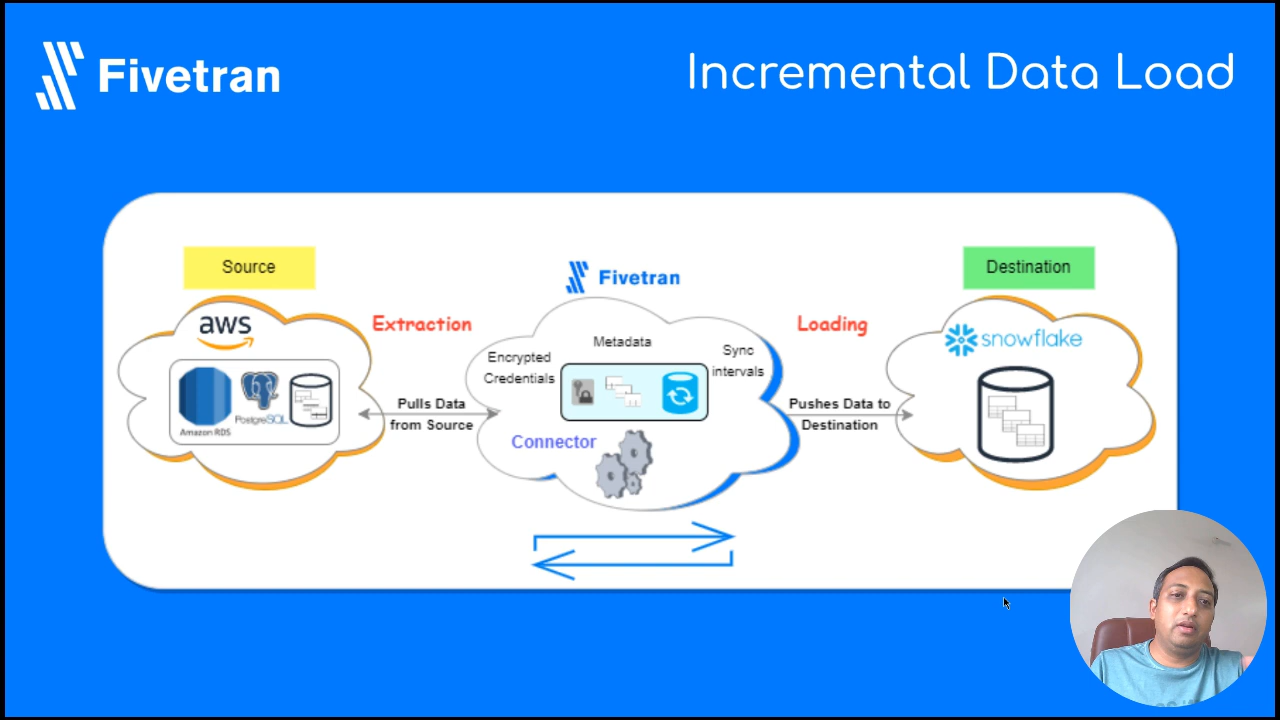 Fivetran
Incremental Data Load
Source
Fivetran
Destination
aws
Extraction
Metadata
Loading
snowflake
Encrypted
Credentials
Sync
intervals
Amazon RDS
PostgreSQL
Pulls Data
from Source
Pushes Data to
Destination
Connector